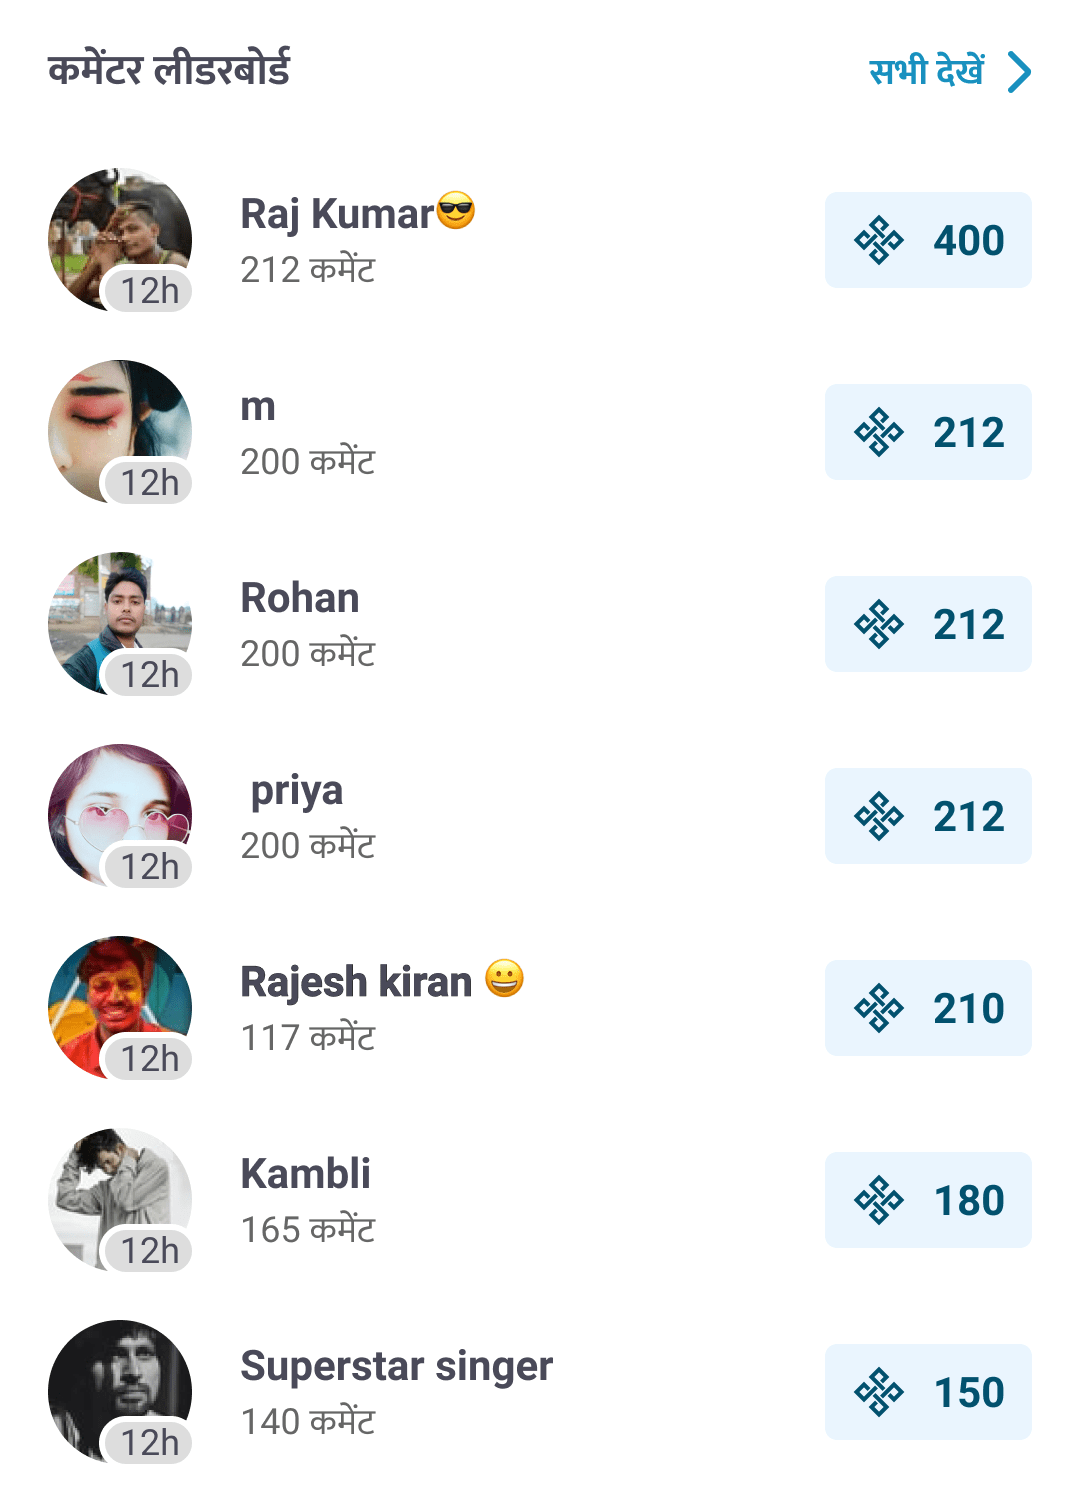 कमेंटर लीडरबोर्ड
सभी देखें
Raj Kumar😎
212 कमेंट
12h
400
m
200 कमेंट
12h
212
Rohan
200 कमेंट
12h
212
priya
200 कमेंट
12h
212
Rajesh kiran 😀
117 कमेंट
12h
210
Kambli
165 कमेंट
12h
180
Superstar singer
140 कमेंट
12h
150